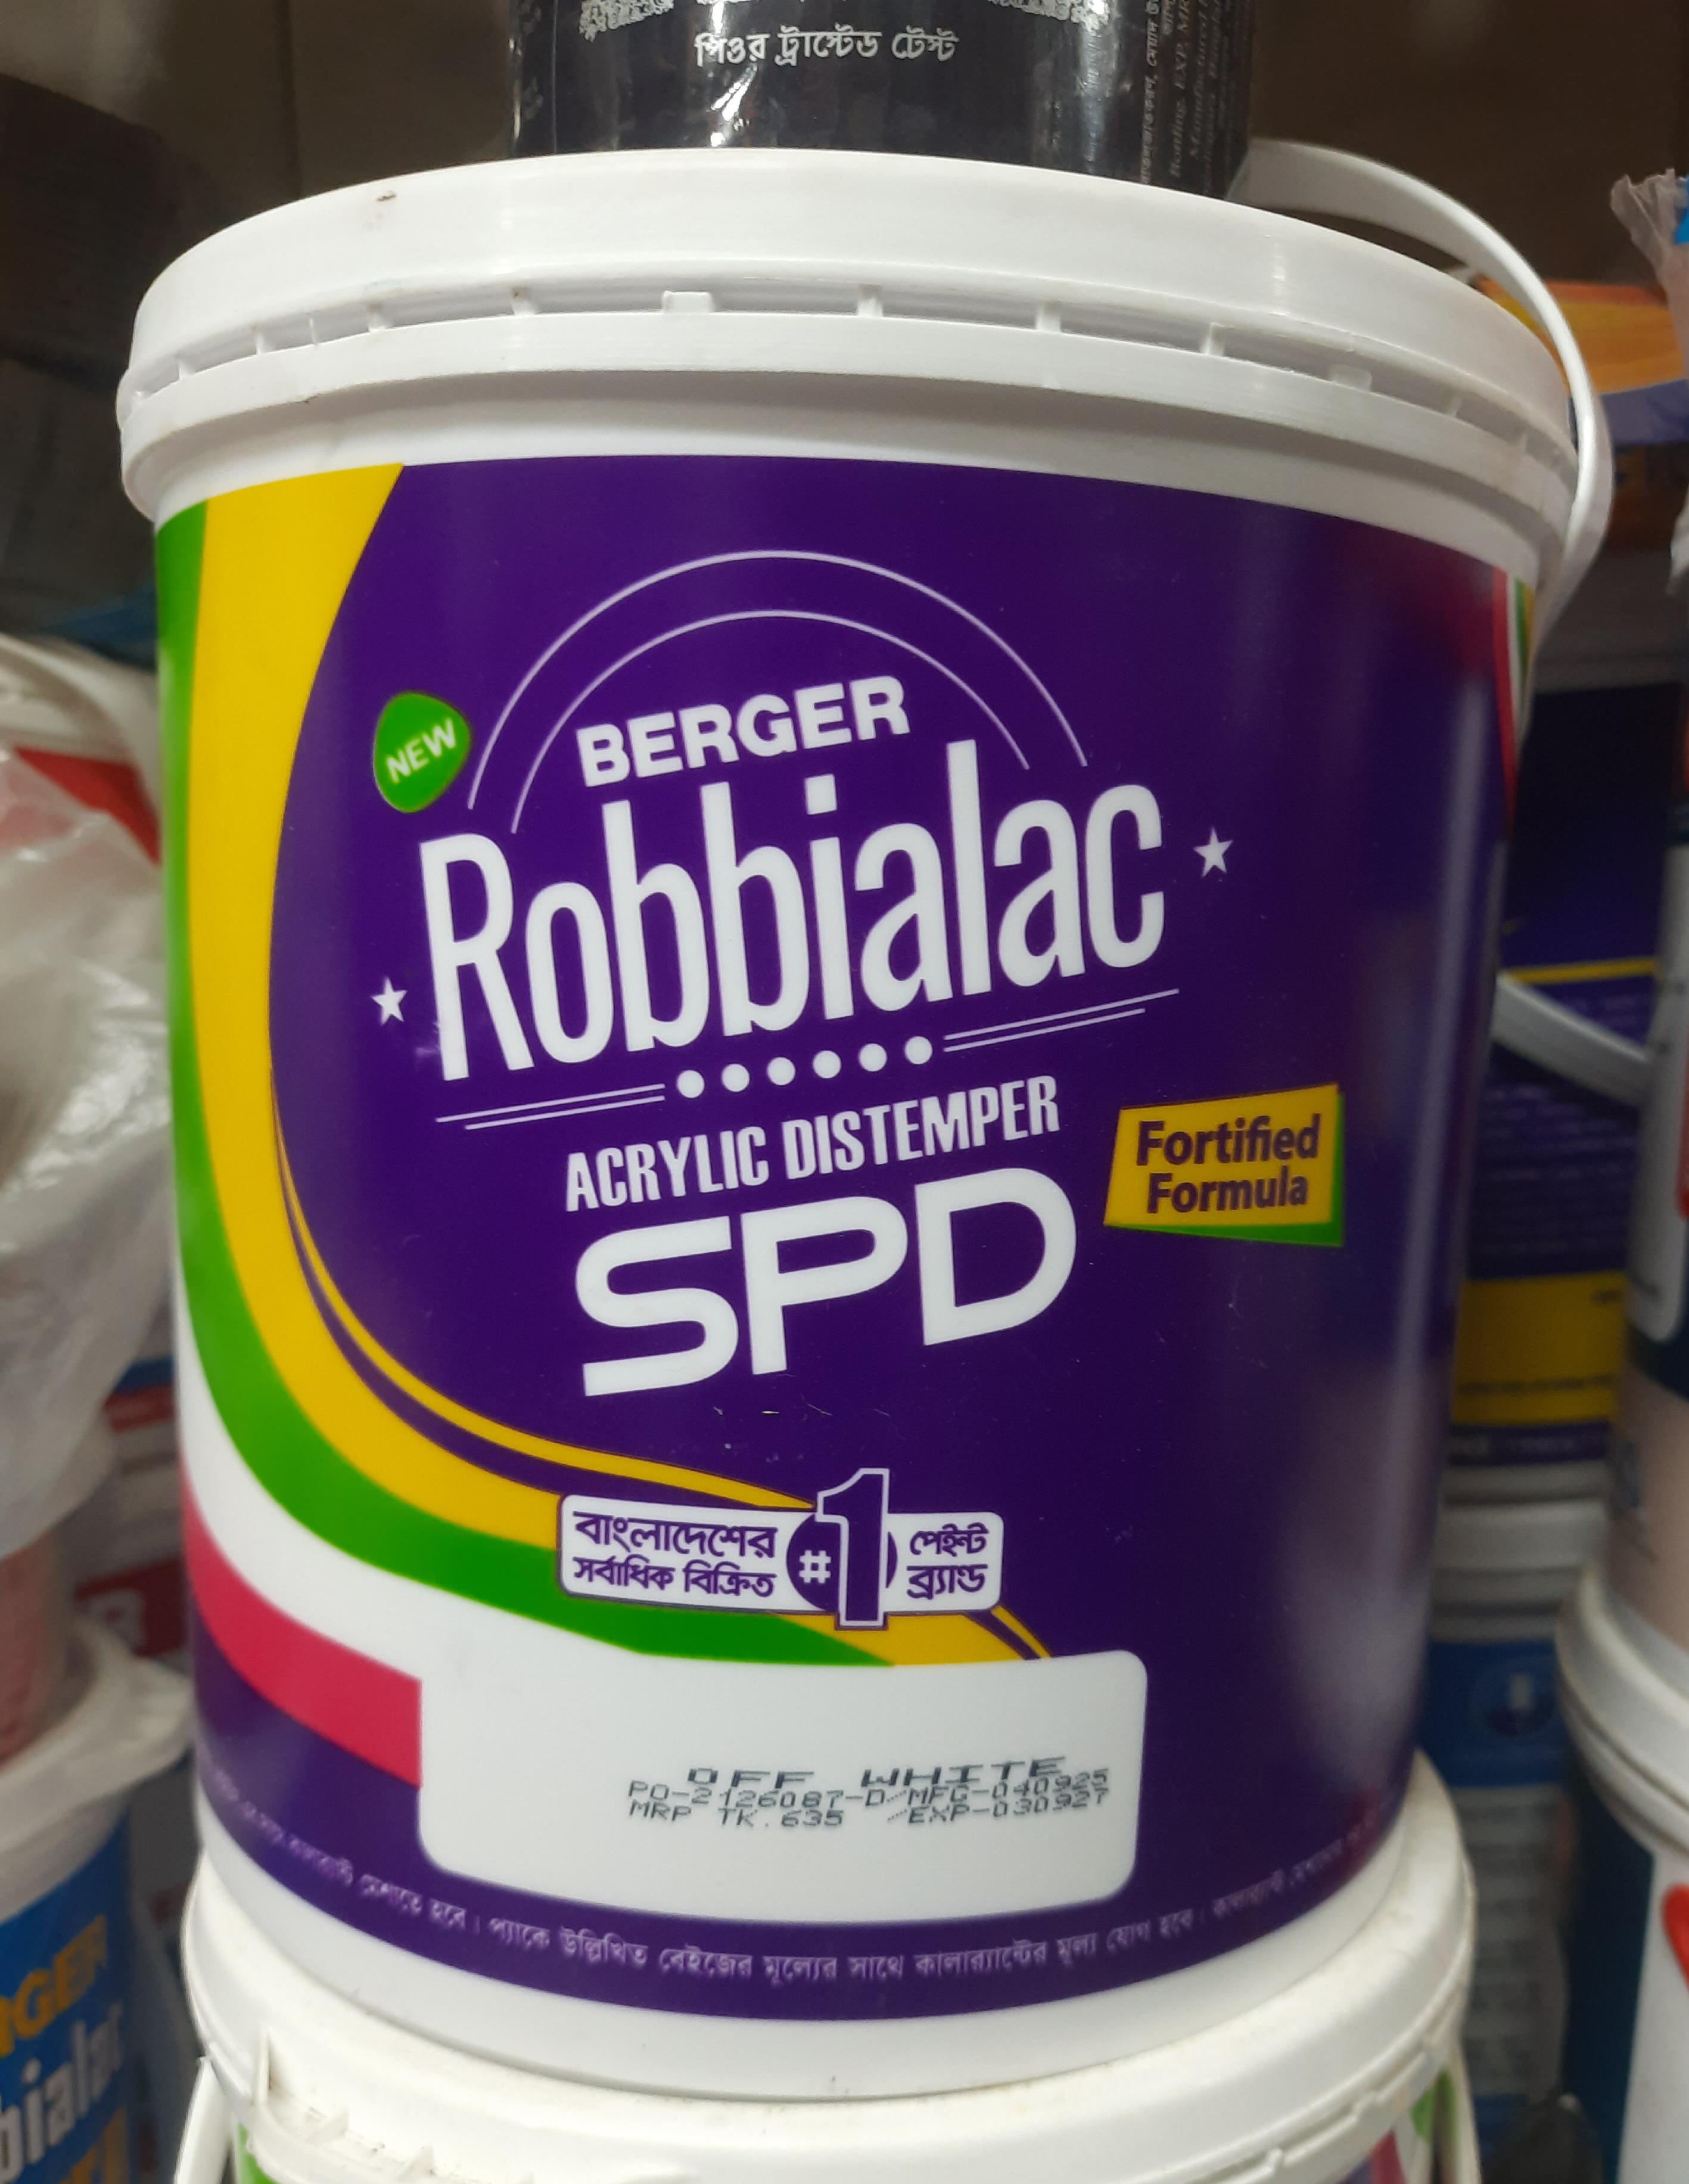 পিওর ট্রাস্টেড টেস্ট
NEW
BERGER
Robbialac
ACRYLIC DISTEMPER
SPD
Fortified
Formula
বাংলাদেশের
সর্বাধিক বিক্রিত
#1
পেইন্ট
ব্র্যান্ড
OFF WHITE
PO-2126087-D/MFG-040925
MRP TK.635 /EXP-030927
মেশাতে হবে। প্যাকে উল্লিখিত বেইজের মূল্যের সাথে কালার‍্যান্টের মূল্য যোগ হবে।